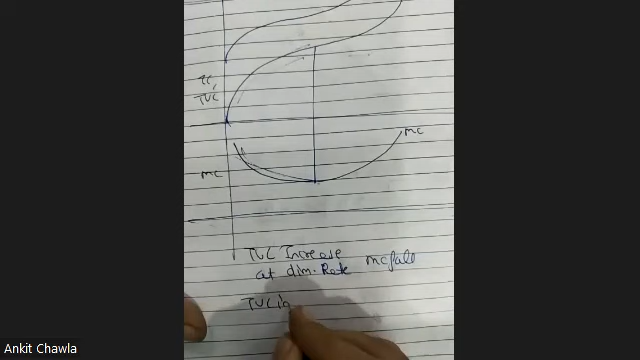 TC,
TVC
MC
MC
TVC Increase
at dim. Rate
MC fall
TVC in
Ankit Chawla